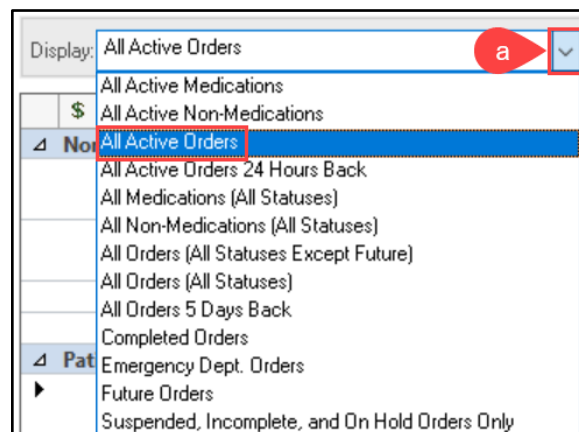 Display: All Active Orders
a
All Active Medications
$ All Active Non-Medications
Nor All Active Orders
All Active Orders 24 Hours Back
All Medications (All Statuses)
All Non-Medications (All Statuses)
All Orders (All Statuses Except Future)
All Orders (All Statuses)
All Orders 5 Days Back
Completed Orders
Pat Emergency Dept. Orders
Future Orders
Suspended, Incomplete, and On Hold Orders Only